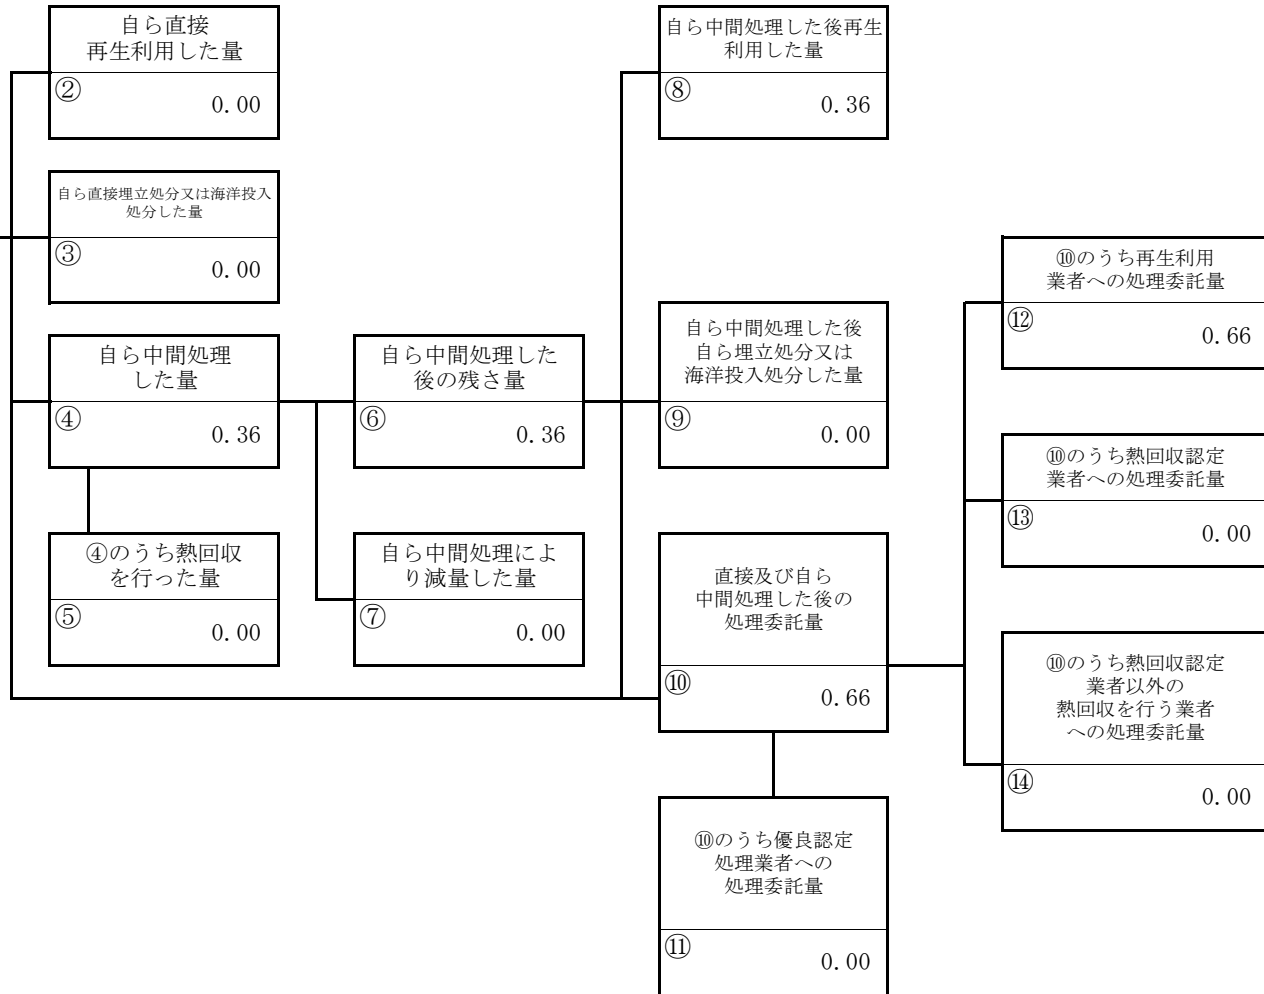 自ら直接
再生利用した量
②
0.00
自ら直接埋立処分又は海洋投入
処分した量
③
0.00
自ら中間処理
した量
④
0.36
④のうち熱回収
を行った量
⑤
0.00
自ら中間処理した
後の残さ量
⑥
0.36
自ら中間処理によ
り減量した量
⑦
0.00
自ら中間処理した後再生
利用した量
⑧
0.36
自ら中間処理した後
自ら埋立処分又は
海洋投入処分した量
⑨
0.00
直接及び自ら
中間処理した後の
処理委託量
⑩
0.66
⑩のうち優良認定
処理業者への
処理委託量
⑪
0.00
⑩のうち再生利用
業者への処理委託量
⑫
0.66
⑩のうち熱回収認定
業者への処理委託量
⑬
0.00
⑩のうち熱回収認定
業者以外の
熱回収を行う業者
への処理委託量
⑭
0.00